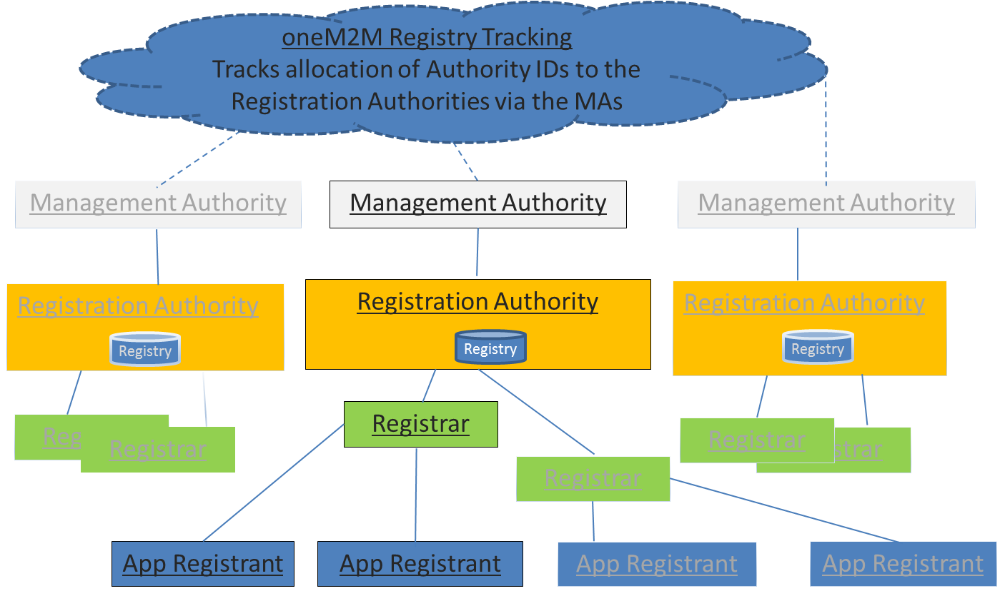 oneM2M Registry Tracking
Tracks allocation of Authority IDs to the
Registration Authorities via the MAs
Management Authority
Management Authority
Management Authority
Registration Authority
Registry
Registration Authority
Registry
Registration Authority
Registry
Reg
Registrar
Registrar
Registrar
Registrar
strar
App Registrant
App Registrant
App Registrant
App Registrant